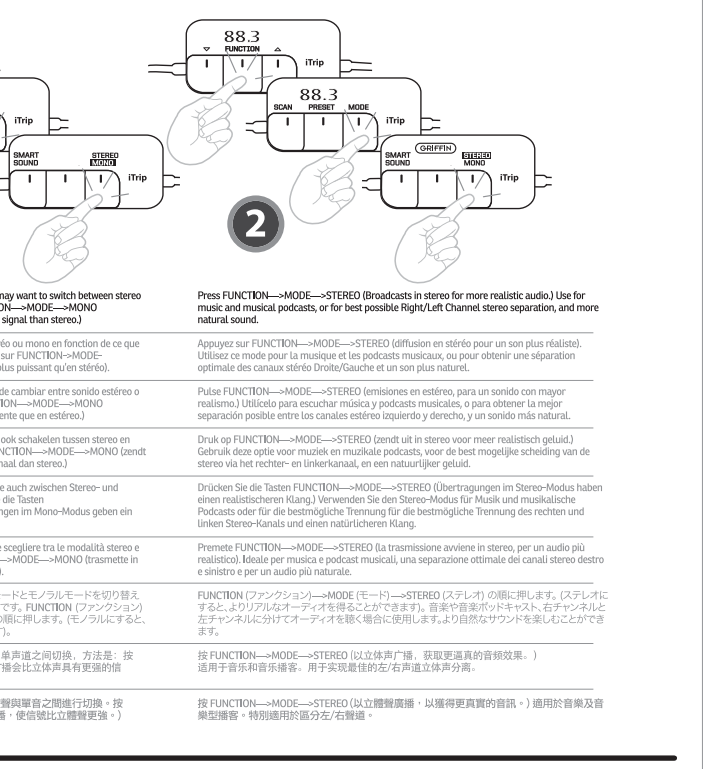 88.3
FUNCTION
iTrip
88.3
SCAN PRESET MODE
iTrip
iTrip
SMART SOUND
STEREO MONO
iTrip
GRIFFIN
SMART SOUND
STEREO MONO
iTrip
2
may want to switch between stereo
ON—>MODE—>MONO
signal than stereo.)
réo ou mono en fonction de ce que
sur FUNCTION->MODE-
plus puissant qu'en stéréo).
de cambiar entre sonido estéreo o
TION—>MODE—>MONO
ente que en estéreo.)
ook schakelen tussen stereo en
NCTION—>MODE—>MONO (zendt
naal dan stereo.)
e auch zwischen Stereo- und
die Tasten
ngen im Mono-Modus geben ein
e scegliere tra le modalità stereo e
—>MODE—>MONO (trasmette in
).
ードとモノラルモードを切り替え
です。FUNCTION (ファンクション)
の順に押します。(モノラルにすると、
す)。
单声道之间切换，方法是：按
广播会比立体声具有更强的信
聲與單音之間進行切換。按
播，使信號比立體聲更強。)
Press FUNCTION—>MODE—>STEREO (Broadcasts in stereo for more realistic audio.) Use for
music and musical podcasts, or for best possible Right/Left Channel stereo separation, and more
natural sound.
Appuyez sur FUNCTION—>MODE—>STEREO (diffusion en stéréo pour un son plus réaliste).
Utilisez ce mode pour la musique et les podcasts musicaux, ou pour obtenir une séparation
optimale des canaux stéréo Droite/Gauche et un son plus naturel.
Pulse FUNCTION—>MODE—>STEREO (emisiones en estéreo, para un sonido con mayor
realismo.) Utilícelo para escuchar música y podcasts musicales, o para obtener la mejor
separación posible entre los canales estéreo izquierdo y derecho, y un sonido más natural.
Druk op FUNCTION—>MODE—>STEREO (zendt uit in stereo voor meer realistisch geluid.)
Gebruik deze optie voor muziek en muzikale podcasts, voor de best mogelijke scheiding van de
stereo via het rechter- en linkerkanaal, en een natuurlijker geluid.
Drücken Sie die Tasten FUNCTION—>MODE—>STEREO (Übertragungen im Stereo-Modus haben
einen realistischeren Klang.) Verwenden Sie den Stereo-Modus für Musik und musikalische
Podcasts oder für die bestmögliche Trennung für die bestmögliche Trennung des rechten und
linken Stereo-Kanals und einen natürlicheren Klang.
Premete FUNCTION—>MODE—>STEREO (la trasmissione avviene in stereo, per un audio più
realistico). Ideale per musica e podcast musicali, una separazione ottimale dei canali stereo destro
e sinistro e per un audio più naturale.
FUNCTION (ファンクション)—>MODE (モード)—>STEREO (ステレオ) の順に押します。(ステレオに
すると、よりリアルなオーディオを得ることができます)。音楽や音楽ポッドキャスト、右チャンネルと
左チャンネルに分けてオーディオを聴く場合に使用します。より自然なサウンドを楽しむことができ
ます。
按 FUNCTION—>MODE—>STEREO (以立体声广播，获取更逼真的音频效果。)
适用于音乐和音乐播客。用于实现最佳的左/右声道立体声分离。
按 FUNCTION—>MODE—>STEREO (以立體聲廣播，以獲得更真實的音訊。) 適用於音樂及音
樂型播客。特別適用於區分左/右聲道。